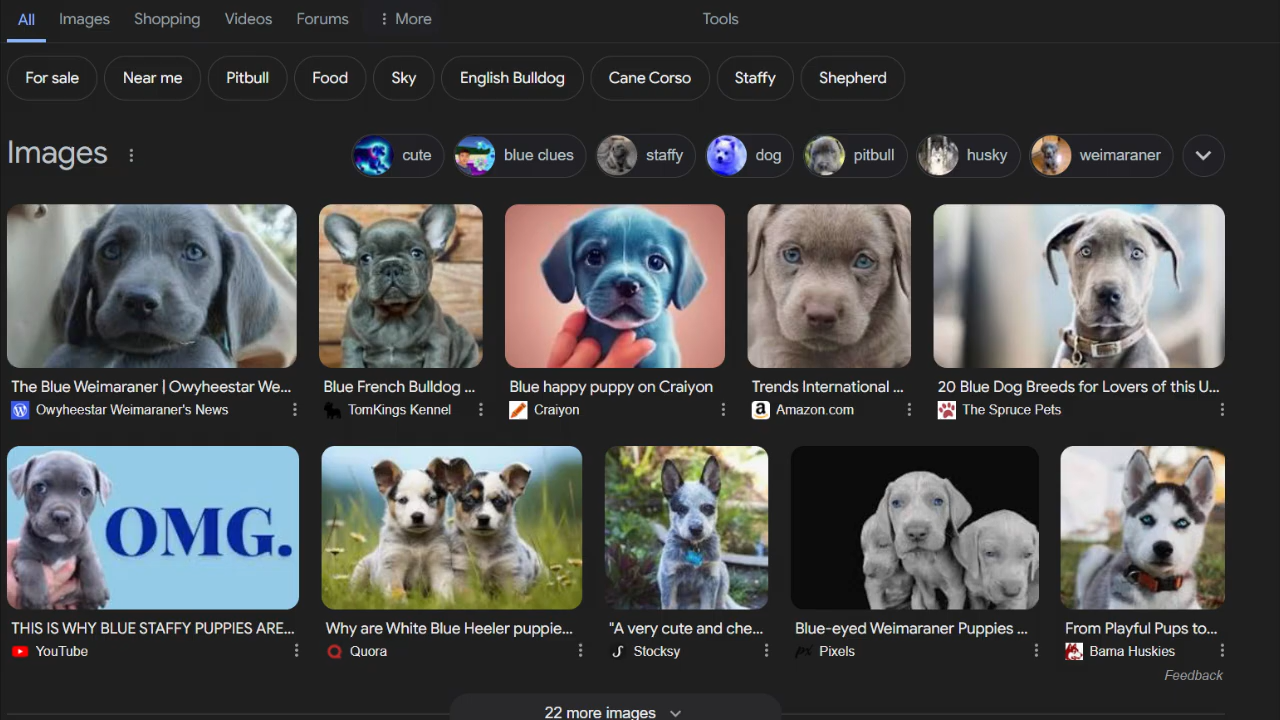 All Images Shopping Videos Forums More Tools
For sale Near me Pitbull Food Sky English Bulldog Cane Corso Staffy Shepherd
Images cute blue clues staffy dog pitbull husky weimaraner
The Blue Weimaraner | Owyheestar We... Blue French Bulldog ... Blue happy puppy on Craiyon Trends International ... 20 Blue Dog Breeds for Lovers of this U...
Owyheestar Weimaraner's News TomKings Kennel Craiyon Amazon.com The Spruce Pets
OMG.
THIS IS WHY BLUE STAFFY PUPPIES ARE... Why are White Blue Heeler puppie... "A very cute and che... Blue-eyed Weimaraner Puppies ... From Playful Pups to...
YouTube Quora Stocksy Pixels Bama Huskies
Feedback
22 more images